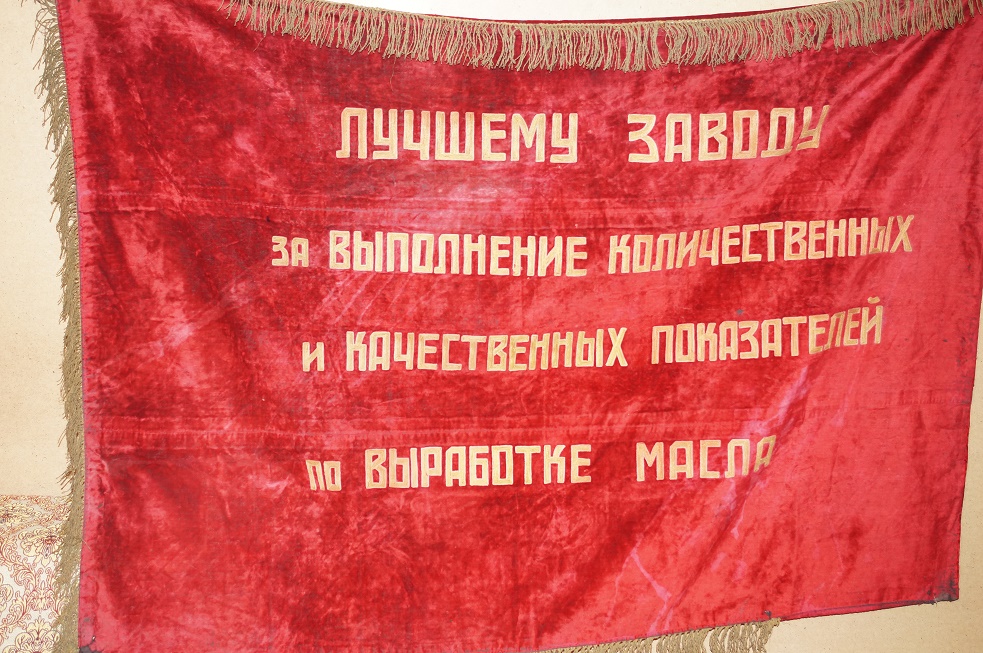 ЛУЧШЕМУ ЗАВОДУ
ЗА ВЫПОЛНЕНИЕ КОЛИЧЕСТВЕННЫХ
И КАЧЕСТВЕННЫХ ПОКАЗАТЕЛЕЙ
ПО ВЫРАБОТКЕ МАСЛА